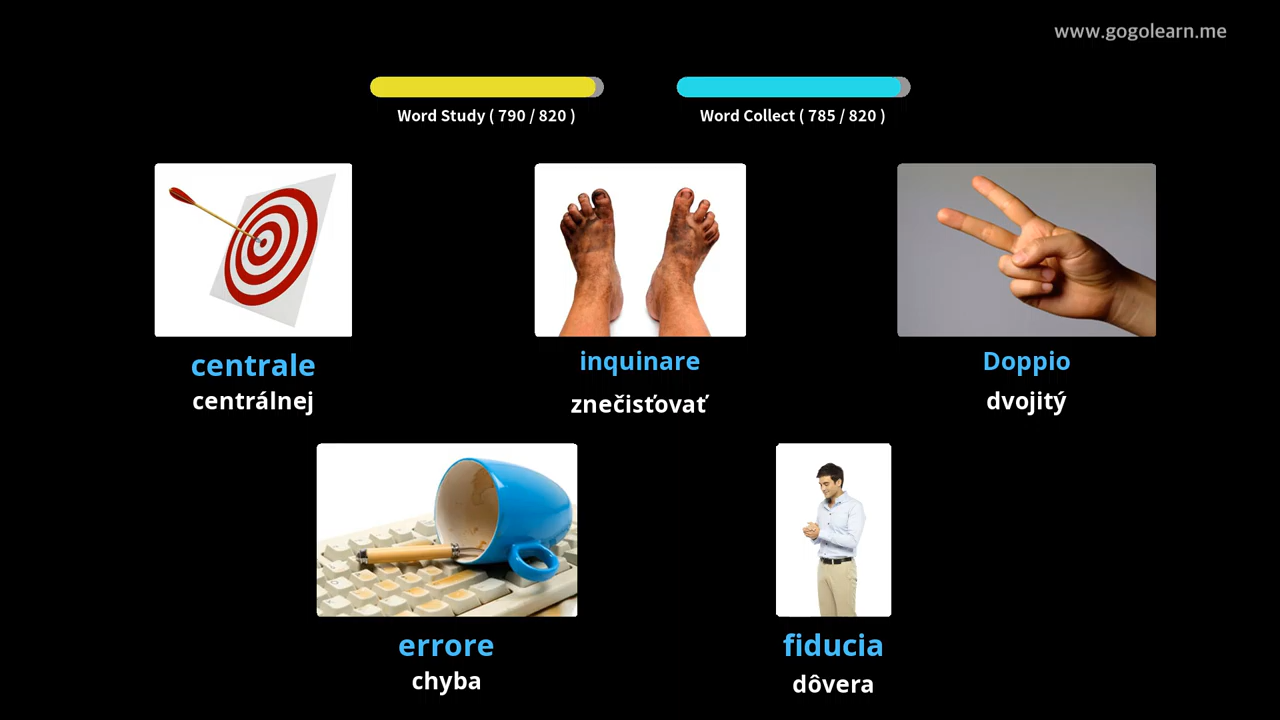 www.gogolearn.me
Word Study ( 790 / 820 )
Word Collect ( 785 / 820 )
centrale
centrálnej
inquinare
znečisťovať
Doppio
dvojitý
errore
chyba
fiducia
dôvera